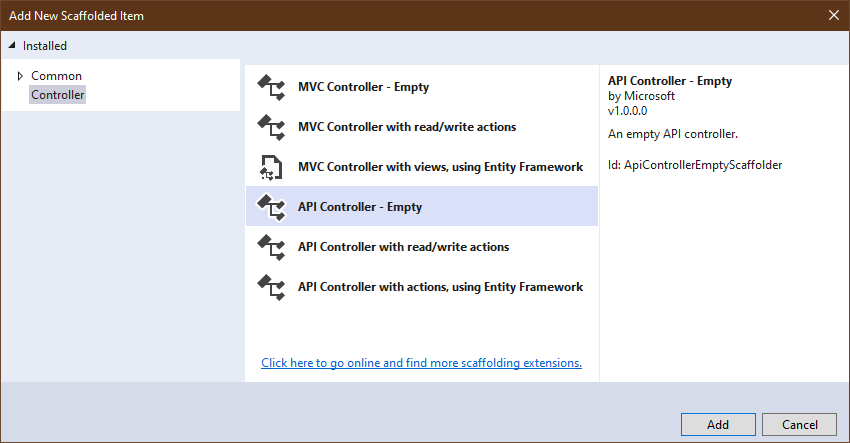 Add New Scaffolded Item
Installed
Common
Controller
MVC Controller - Empty
MVC Controller with read/write actions
MVC Controller with views, using Entity Framework
API Controller - Empty
API Controller with read/write actions
API Controller with actions, using Entity Framework
Click here to go online and find more scaffolding extensions.
API Controller - Empty
by Microsoft
v1.0.0.0
An empty API controller.
Id: ApiControllerEmptyScaffolder
Add
Cancel